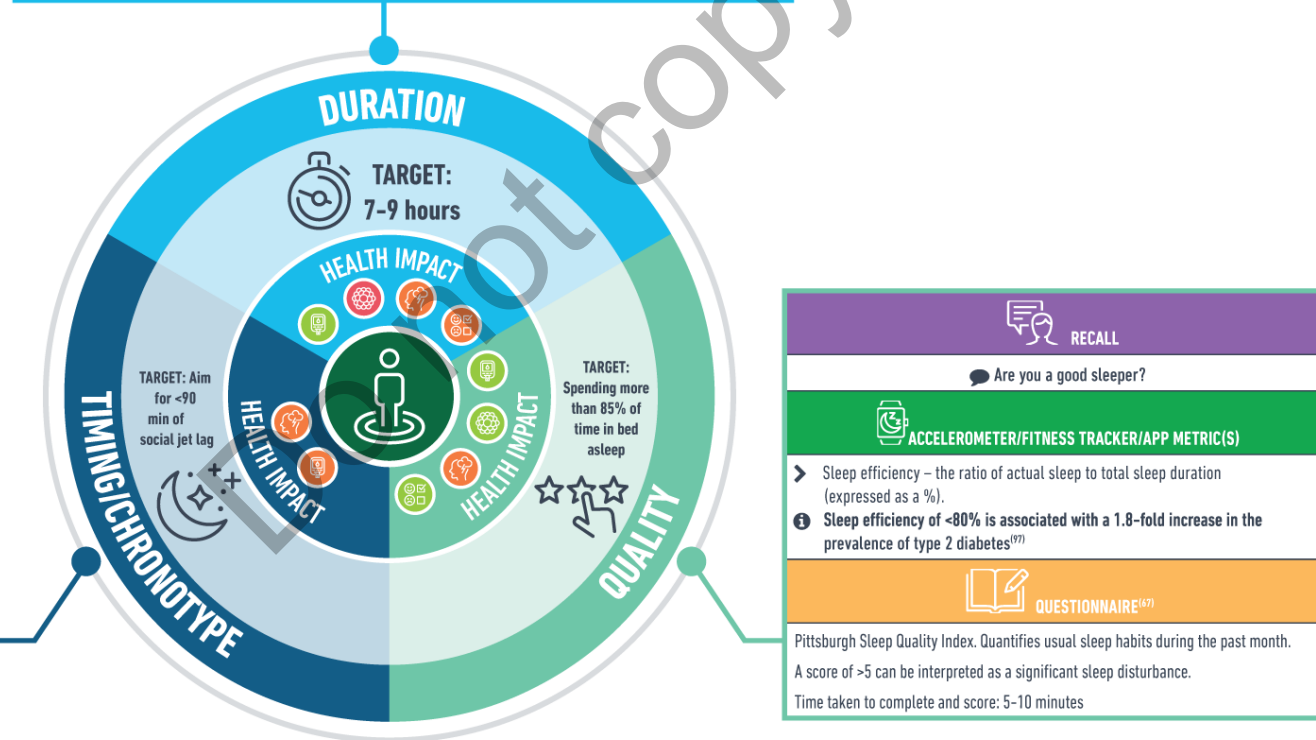 DURATION
TARGET:
7-9 hours
HEALTH IMPACT
TIMING/CHRONOTYPE
TARGET: Aim
for <90
min of
social jet lag
HEALTH IMPACT
QUALITY
TARGET:
Spending more
than 85% of
time in bed
asleep
HEALTH IMPACT
Do not copy
RECALL
Are you a good sleeper?
ACCELEROMETER/FITNESS TRACKER/APP METRIC(S)
Sleep efficiency – the ratio of actual sleep to total sleep duration
(expressed as a %).
Sleep efficiency of <80% is associated with a 1.8-fold increase in the
prevalence of type 2 diabetes(97)
QUESTIONNAIRE(67)
Pittsburgh Sleep Quality Index. Quantifies usual sleep habits during the past month.
A score of >5 can be interpreted as a significant sleep disturbance.
Time taken to complete and score: 5-10 minutes